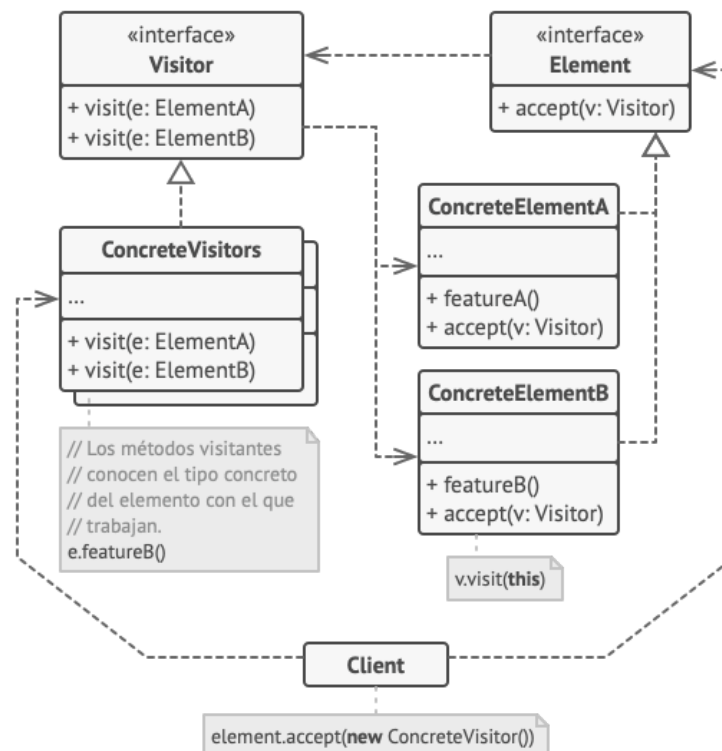 «interface»
Visitor
+ visit(e: ElementA)
+ visit(e: ElementB)
«interface»
Element
+ accept(v: Visitor)
ConcreteVisitors
...
+ visit(e: ElementA)
+ visit(e: ElementB)
ConcreteElementA
...
+ featureA()
+ accept(v: Visitor)
ConcreteElementB
...
+ featureB()
+ accept(v: Visitor)
// Los métodos visitantes
// conocen el tipo concreto
// del elemento con el que
// trabajan.
e.featureB()
v.visit(this)
Client
element.accept(new ConcreteVisitor())